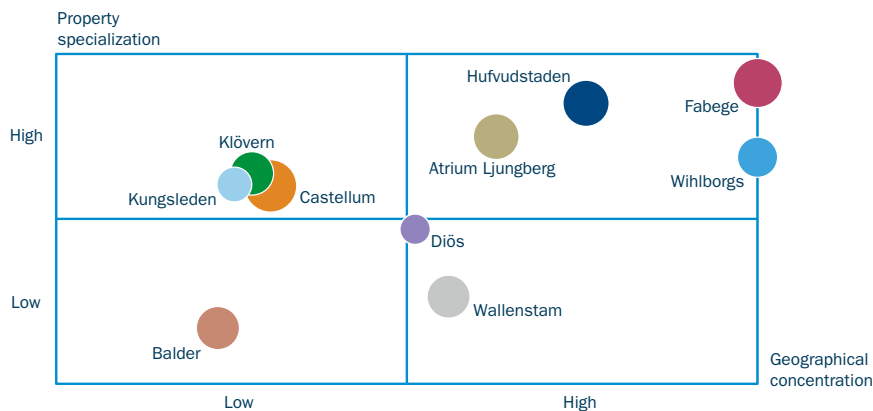 Property
specialization
High
Low
Hufvudstaden
Fabege
Klövern
Atrium Ljungberg
Wihlborgs
Kungsleden
Castellum
Diös
Wallenstam
Balder
Geographical
concentration
Low
High